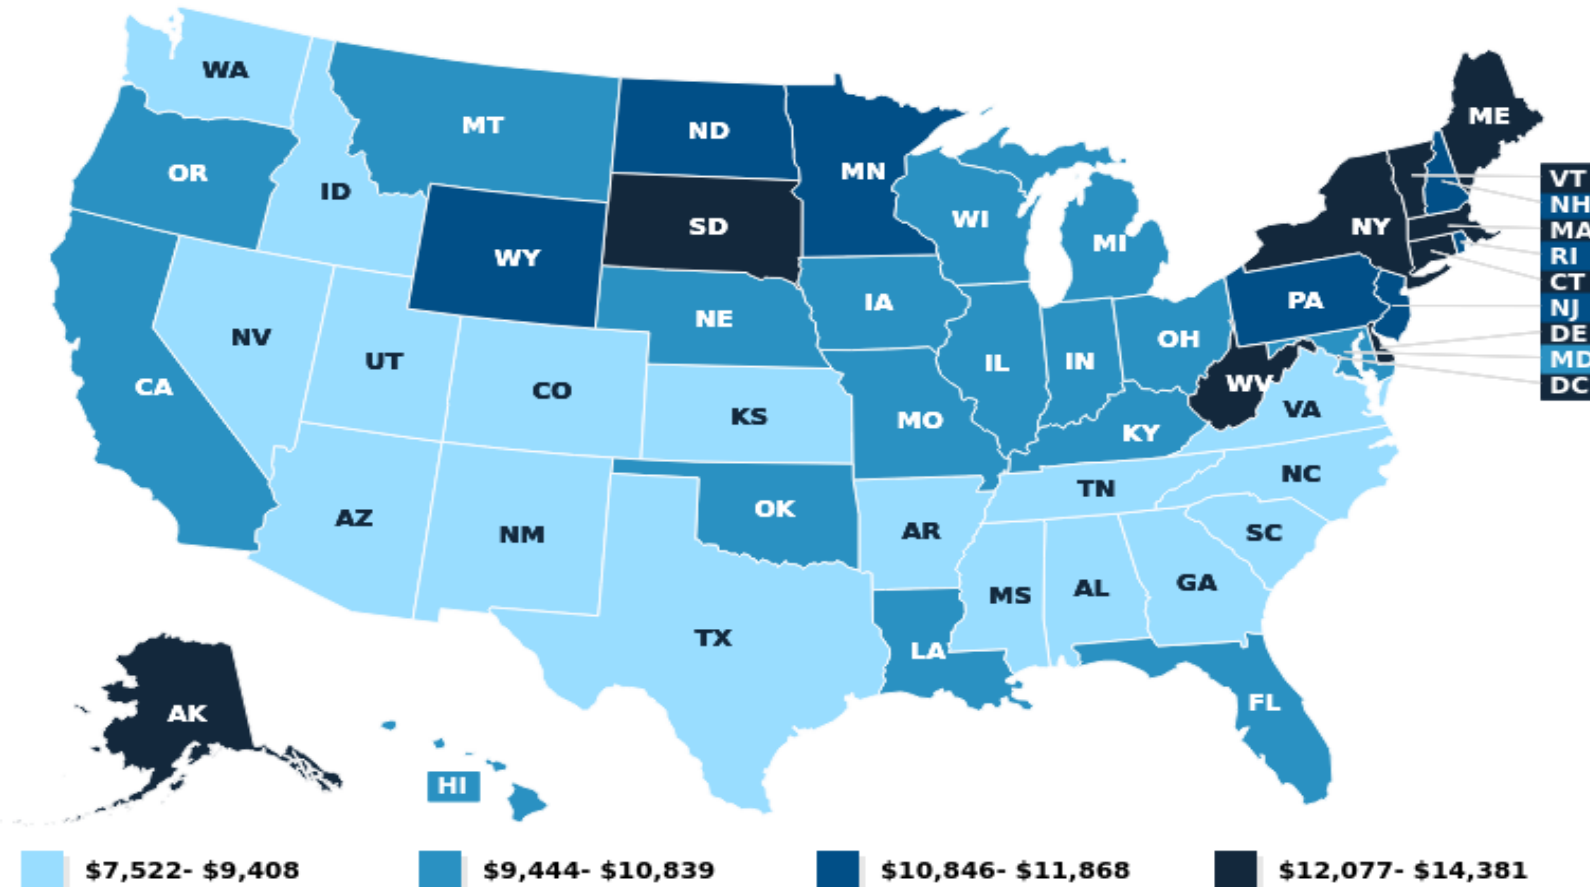 WA
MT
ND
MN
ME
OR
ID
SD
WI
NY
VT
NH
MA
RI
CT
NJ
DE
MD
DC
WY
MI
PA
IA
NE
NV
UT
CO
IL
IN
OH
WV
CA
KS
MO
KY
VA
AZ
NM
OK
AR
TN
NC
SC
MS
AL
GA
TX
LA
FL
AK
HI
$7,522- $9,408
$9,444- $10,839
$10,846- $11,868
$12,077- $14,381